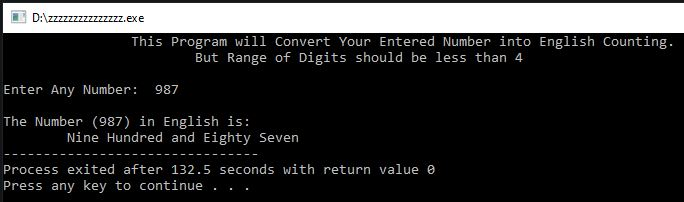 D:\zzzzzzzzzzzzzzz.exe
This Program will Convert Your Entered Number into English Counting.
But Range of Digits should be less than 4
Enter Any Number:  987
The Number (987) in English is:
Nine Hundred and Eighty Seven
--------------------------------
Process exited after 132.5 seconds with return value 0
Press any key to continue . . .